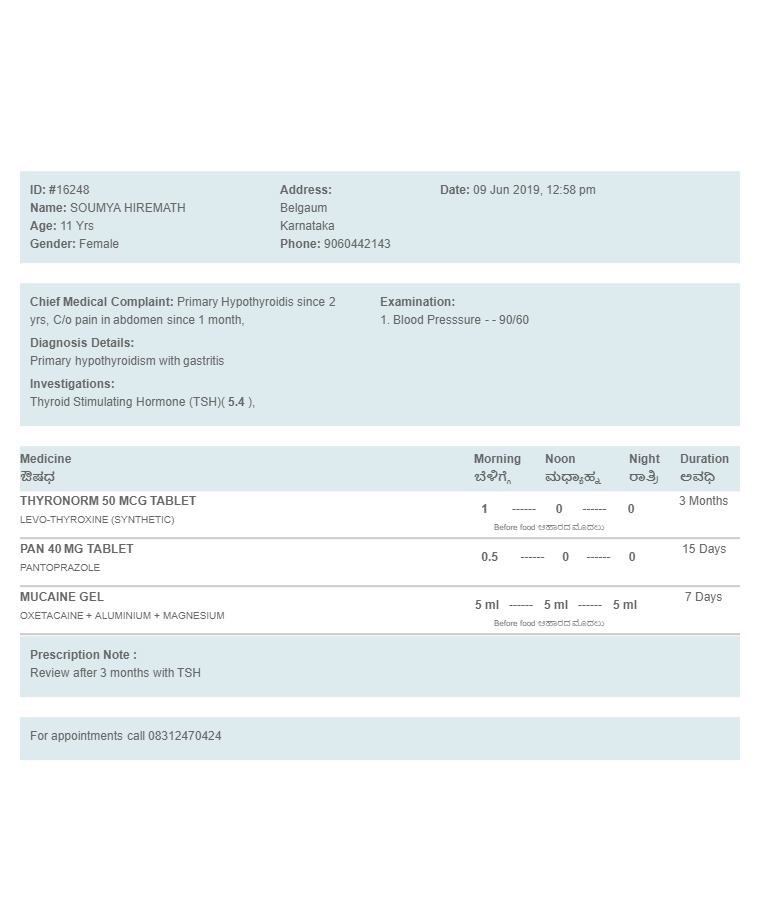 ID: #16248
Name: SOUMYA HIREMATH
Age: 11 Yrs
Gender: Female
Address:
Belgaum
Karnataka
Phone: 9060442143
Date: 09 Jun 2019, 12:58 pm
Chief Medical Complaint: Primary Hypothyroidis since 2
yrs, C/o pain in abdomen since 1 month,
Diagnosis Details:
Primary hypothyroidism with gastritis
Investigations:
Thyroid Stimulating Hormone (TSH)( 5.4 ),
Examination:
1. Blood Presssure - - 90/60
Medicine Morning Noon Night Duration
ಔಷಧ ಬೆಳಿಗ್ಗೆ ಮಧ್ಯಾಹ್ನ ರಾತ್ರಿ ಅವಧಿ
THYRONORM 50 MCG TABLET 3 Months
1 ------ 0 ------ 0
LEVO-THYROXINE (SYNTHETIC)
Before food ಆಹಾರದ ಮೊದಲು
PAN 40 MG TABLET 15 Days
0.5 ------ 0 ------ 0
PANTOPRAZOLE
MUCAINE GEL 7 Days
5 ml ------ 5 ml ------ 5 ml
OXETACAINE + ALUMINIUM + MAGNESIUM
Before food ಆಹಾರದ ಮೊದಲು
Prescription Note :
Review after 3 months with TSH
For appointments call 08312470424